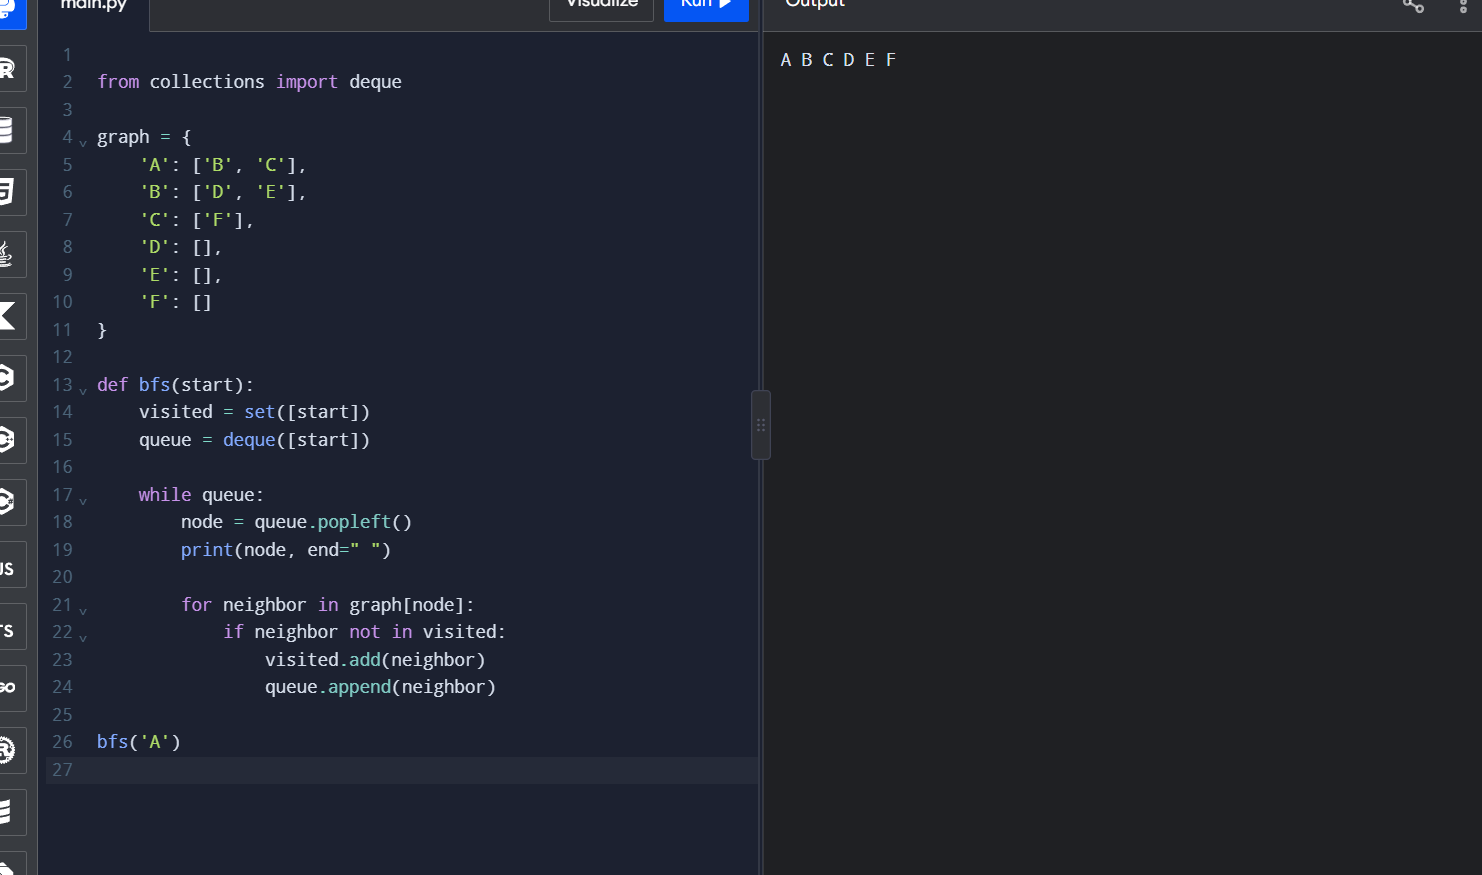 main.py
Visualize
Run
Output
1
2 from collections import deque
3
4 graph = {
5 'A': ['B', 'C'],
6 'B': ['D', 'E'],
7 'C': ['F'],
8 'D': [],
9 'E': [],
10 'F': []
11 }
12
13 def bfs(start):
14 visited = set([start])
15 queue = deque([start])
16
17 while queue:
18 node = queue.popleft()
19 print(node, end=" ")
20
21 for neighbor in graph[node]:
22 if neighbor not in visited:
23 visited.add(neighbor)
24 queue.append(neighbor)
25
26 bfs('A')
27
A B C D E F